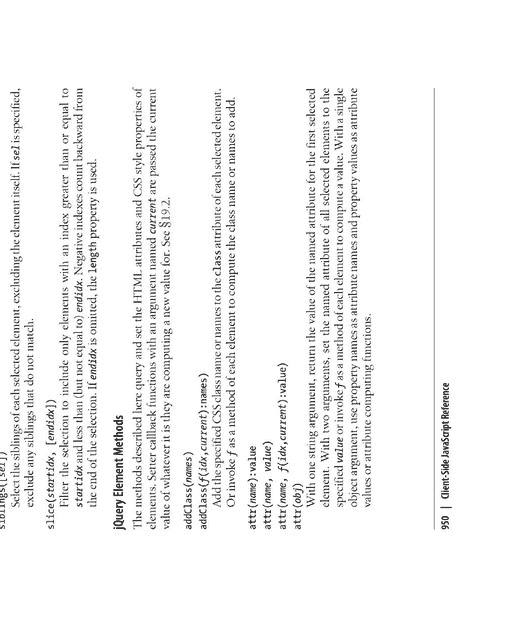 siblings([sel])
Select the siblings of each selected element, excluding the element itself. If sel is specified,
exclude any siblings that do not match.
slice(startidx, [endidx])
Filter the selection to include only elements with an index greater than or equal to
startidx and less than (but not equal to) endidx. Negative indexes count backward from
the end of the selection. If endidx is omitted, the length property is used.
jQuery Element Methods
The methods described here query and set the HTML attributes and CSS style properties of
elements. Setter callback functions with an argument named current are passed the current
value of whatever it is they are computing a new value for. See §19.2.
addClass(names)
addClass(f(idx,current):names)
Add the specified CSS class name or names to the class attribute of each selected element.
Or invoke f as a method of each element to compute the class name or names to add.
attr(name):value
attr(name, value)
attr(name, f(idx,current):value)
attr(obj)
With one string argument, return the value of the named attribute for the first selected
element. With two arguments, set the named attribute of all selected elements to the
specified value or invoke f as a method of each element to compute a value. With a single
object argument, use property names as attribute names and property values as attribute
values or attribute computing functions.
950 | Client-Side JavaScript Reference